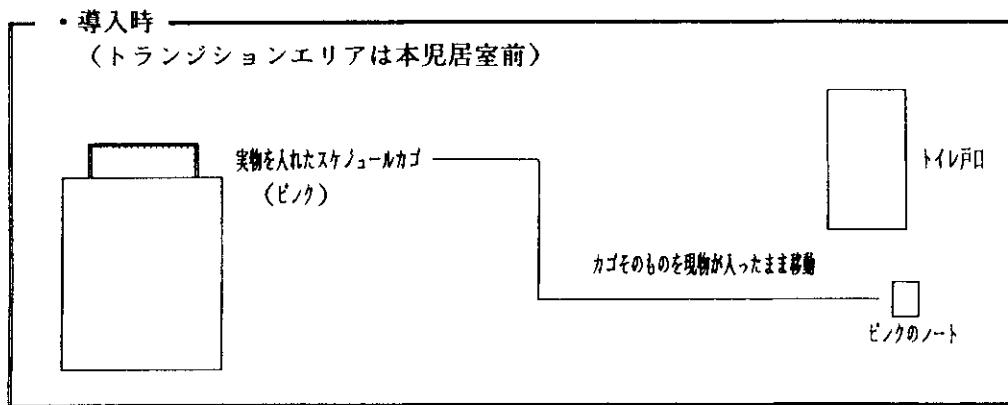 ・導入時
（トランジションエリアは本児居室前）
実物を入れたスケジュールカゴ
（ピンク）
トイレ戸口
カゴそのものを現物が入ったまま移動
ピンクのノート